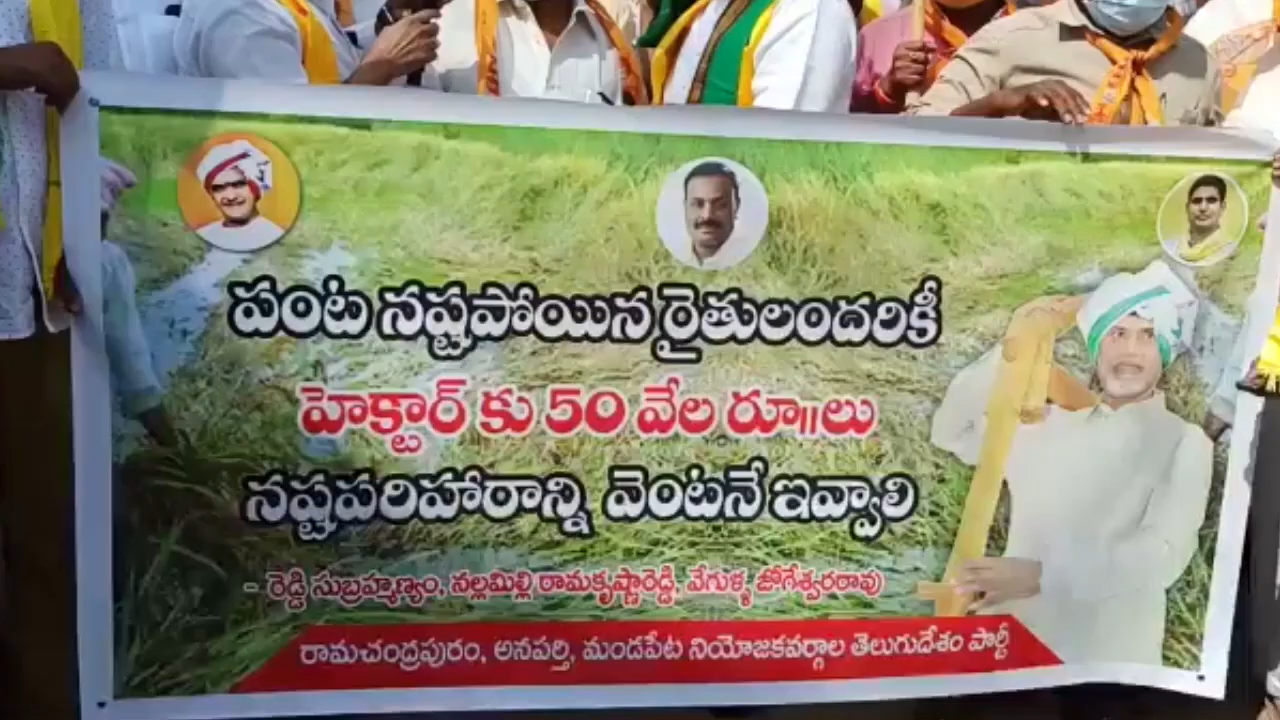 పంట నష్టపోయిన రైతులందరికీ
హెక్టార్ కు 50 వేల రూ||లు
నష్టపరిహారాన్ని వెంటనే ఇవ్వాలి
- రెడ్డి సుబ్రహ్మణ్యం, నల్లమిల్లి రామకృష్ణారెడ్డి, వేగుళ్ళ జోగేశ్వరరావు
రామచంద్రపురం, అనపర్తి, మండపేట నియోజకవర్గాల తెలుగుదేశం పార్టీ